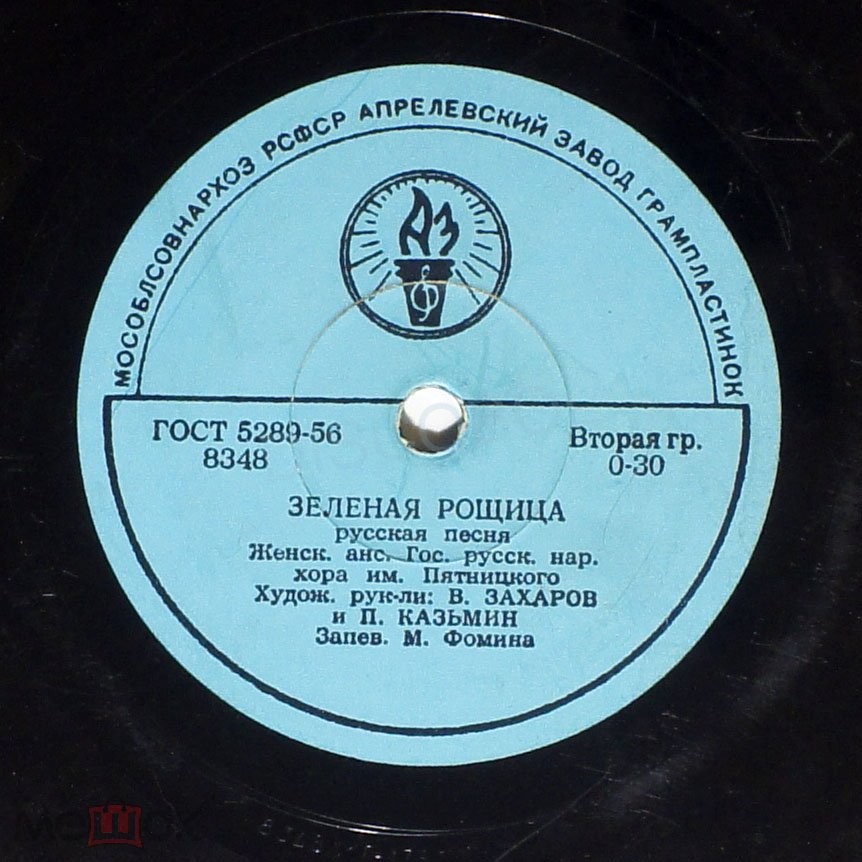 МОСОБЛСОВНАРХОЗ РСФСР АПРЕЛЕВСКИЙ ЗАВОД ГРАМПЛАСТИНОК
АЗ
ГОСТ 5289-56
8348
Вторая гр.
0-30
ЗЕЛЕНАЯ РОЩИЦА
русская песня
Женск. анс. Гос. русск. нар.
хора им. Пятницкого
Худож. рук-ли: В. ЗАХАРОВ
и П. КАЗЬМИН
Запев. М. Фомина